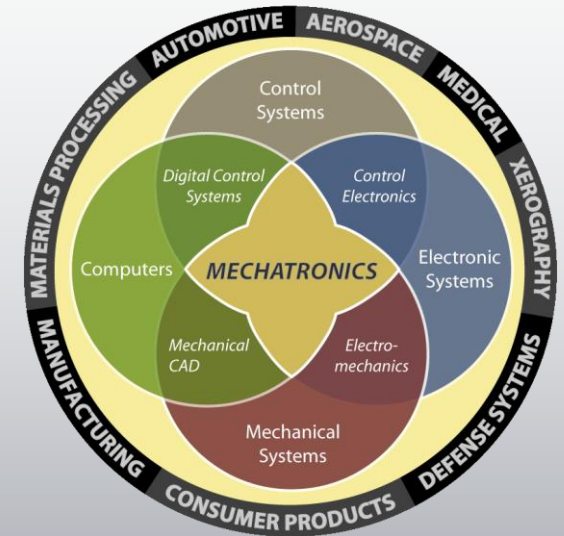 AUTOMOTIVE
AEROSPACE
MEDICAL
XEROGRAPHY
DEFENSE SYSTEMS
CONSUMER PRODUCTS
MANUFACTURING
MATERIALS PROCESSING
Control
Systems
Digital Control
Systems
Control
Electronics
Computers
MECHATRONICS
Electronic
Systems
Mechanical
CAD
Electro-
mechanics
Mechanical
Systems